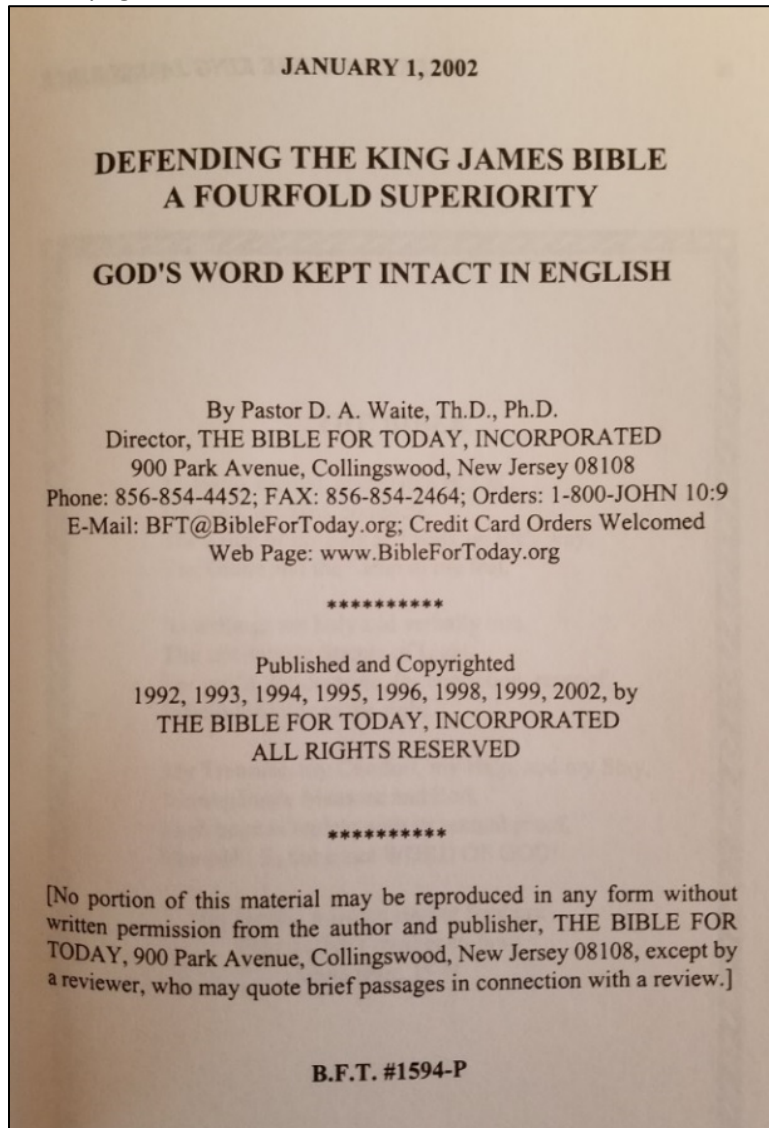 JANUARY 1, 2002
DEFENDING THE KING JAMES BIBLE
A FOURFOLD SUPERIORITY
GOD'S WORD KEPT INTACT IN ENGLISH
By Pastor D. A. Waite, Th.D., Ph.D.
Director, THE BIBLE FOR TODAY, INCORPORATED
900 Park Avenue, Collingswood, New Jersey 08108
Phone: 856-854-4452; FAX: 856-854-2464; Orders: 1-800-JOHN 10:9
E-Mail: BFT@BibleForToday.org; Credit Card Orders Welcomed
Web Page: www.BibleForToday.org
**********
Published and Copyrighted
1992, 1993, 1994, 1995, 1996, 1998, 1999, 2002, by
THE BIBLE FOR TODAY, INCORPORATED
ALL RIGHTS RESERVED
**********
[No portion of this material may be reproduced in any form without
written permission from the author and publisher, THE BIBLE FOR
TODAY, 900 Park Avenue, Collingswood, New Jersey 08108, except by
a reviewer, who may quote brief passages in connection with a review.]
B.F.T. #1594-P